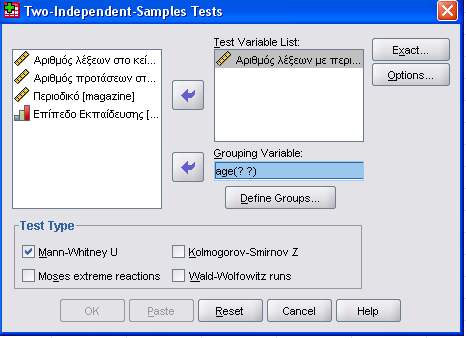 Two-Independent-Samples Tests
Test Variable List:
Αριθμός λέξεων στο κεί...
Αριθμός προτάσεων στ...
Περιοδικό [magazine]
Επίπεδο Εκπαίδευσης [...
Αριθμός λέξεων με περι...
Exact...
Options...
Grouping Variable:
age(? ?)
Define Groups...
Test Type
Mann-Whitney U
Kolmogorov-Smirnov Z
Moses extreme reactions
Wald-Wolfowitz runs
OK
Paste
Reset
Cancel
Help